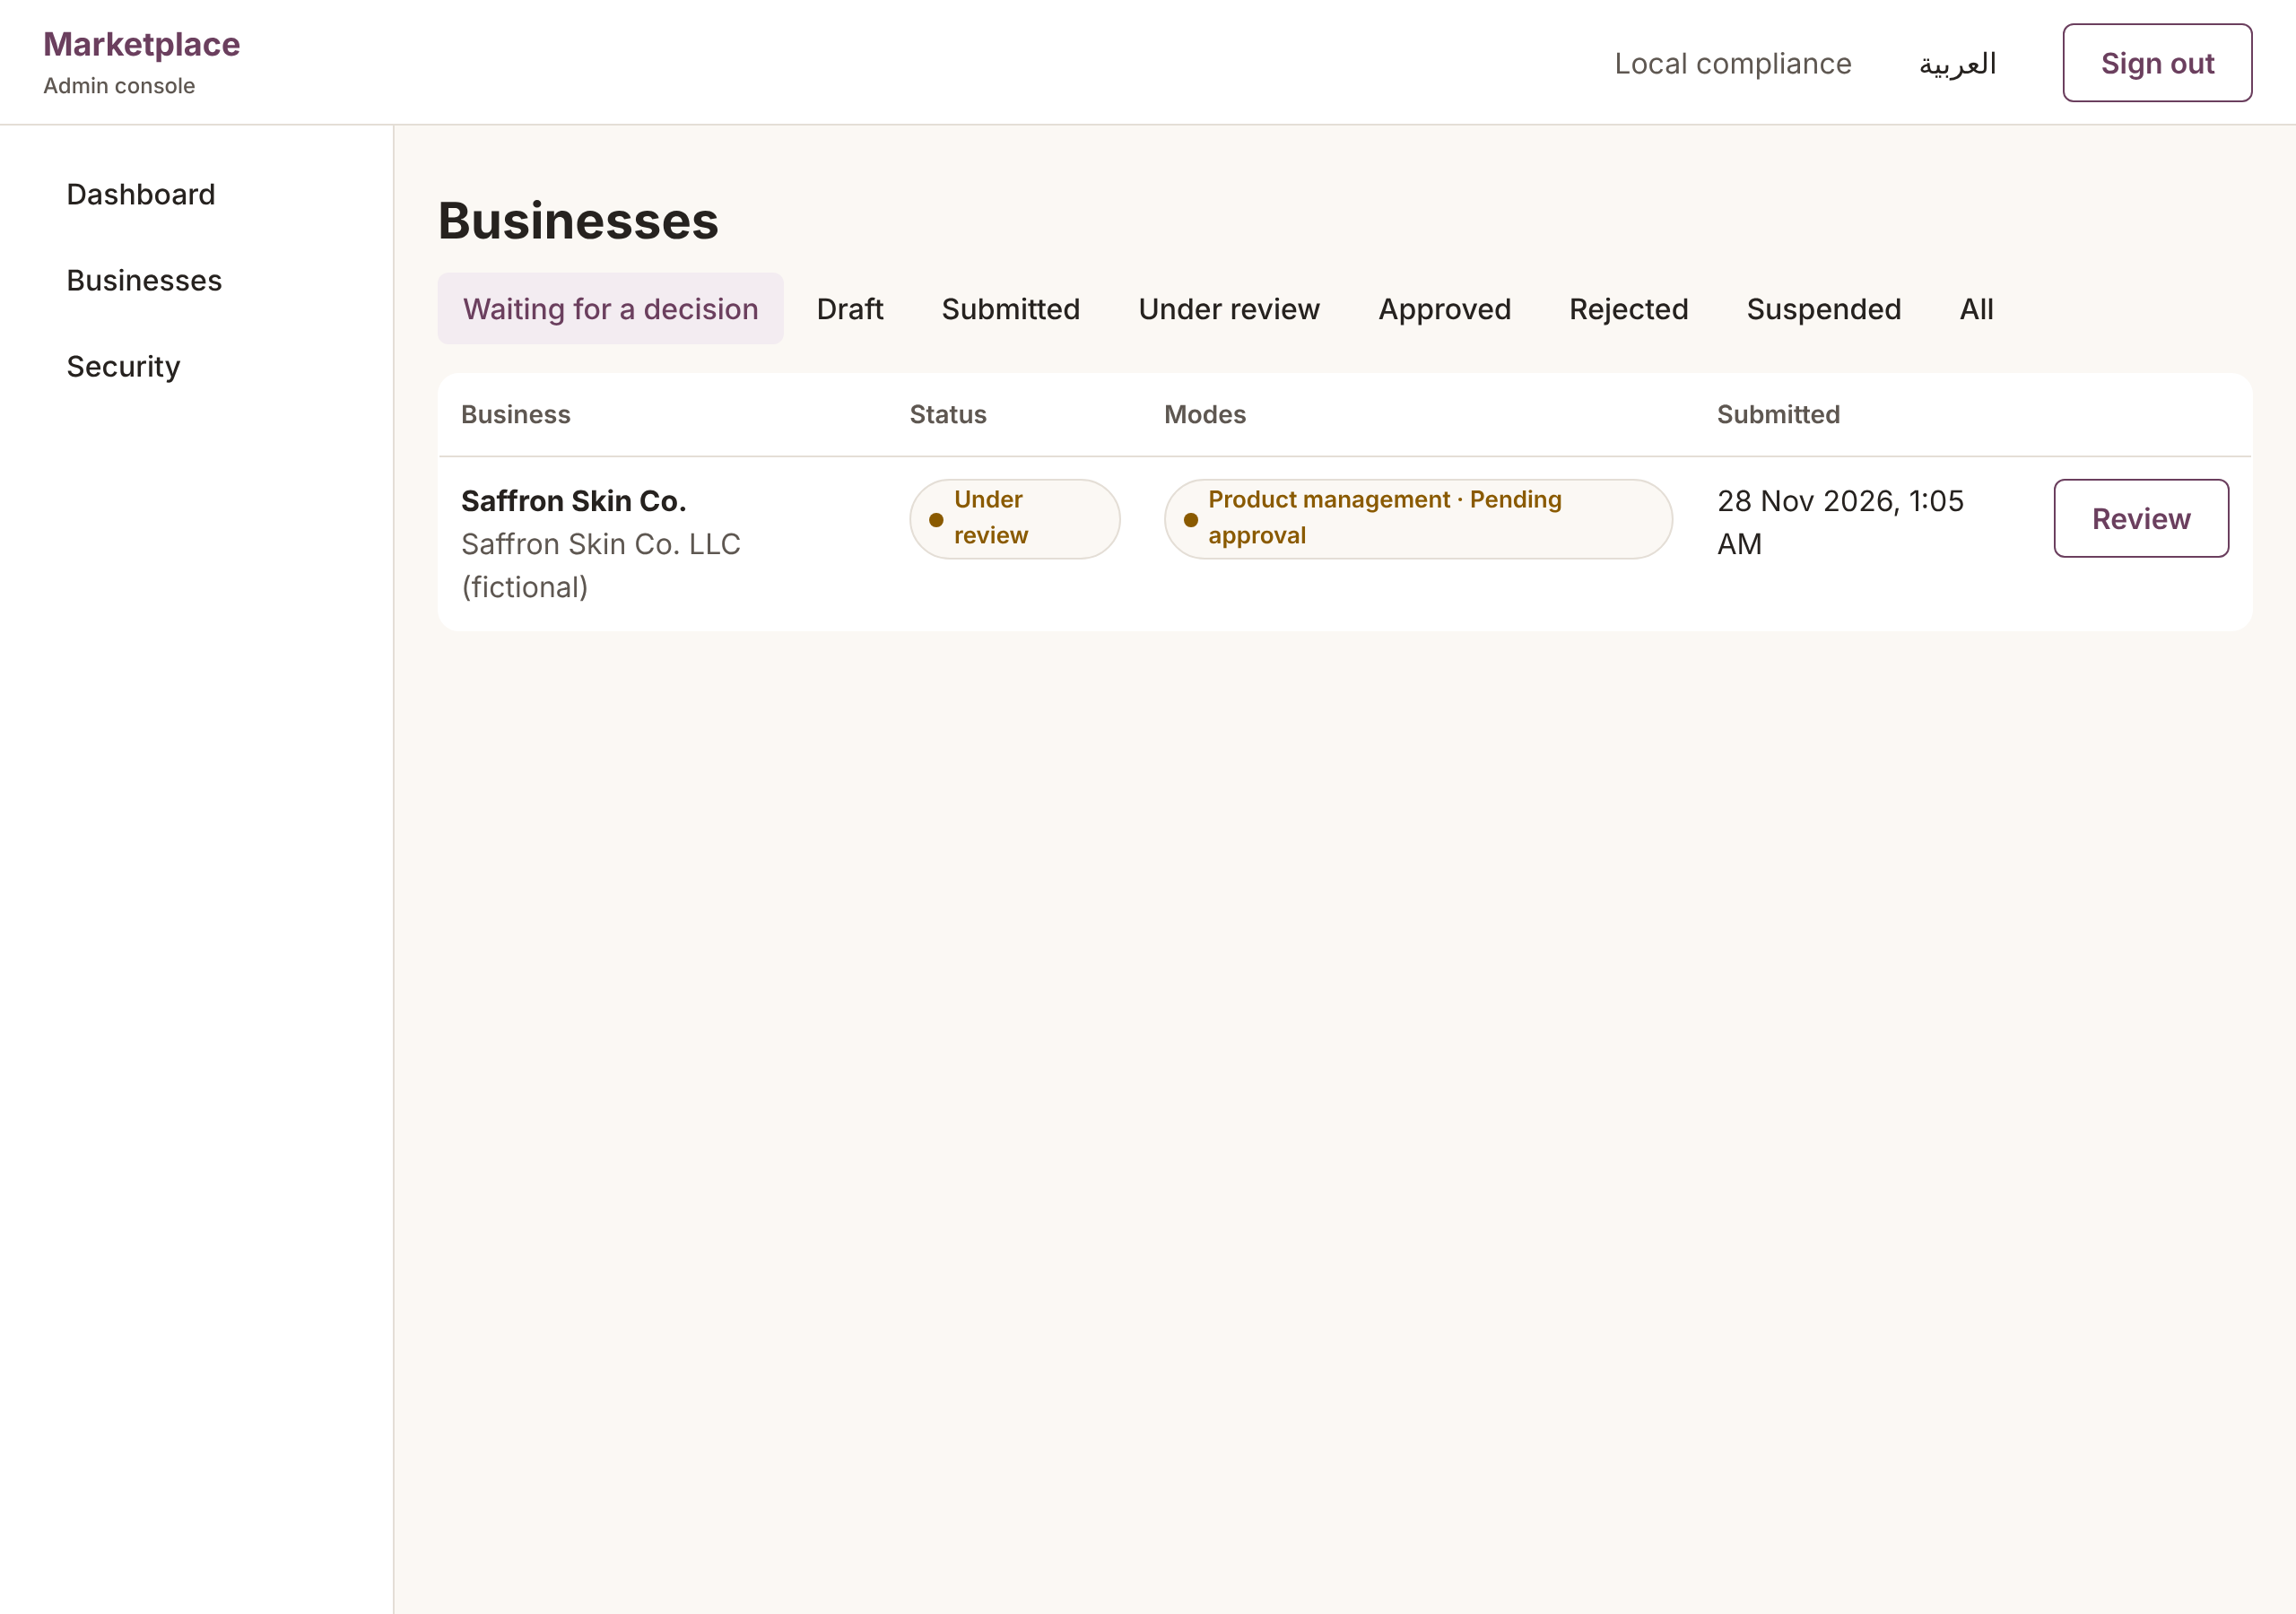 Marketplace
Admin console
Local compliance
العربية
Sign out
Dashboard
Businesses
Security
Businesses
Waiting for a decision
Draft
Submitted
Under review
Approved
Rejected
Suspended
All
Business
Status
Modes
Submitted
Saffron Skin Co.
Saffron Skin Co. LLC
(fictional)
Under
review
Product management · Pending
approval
28 Nov 2026, 1:05
AM
Review